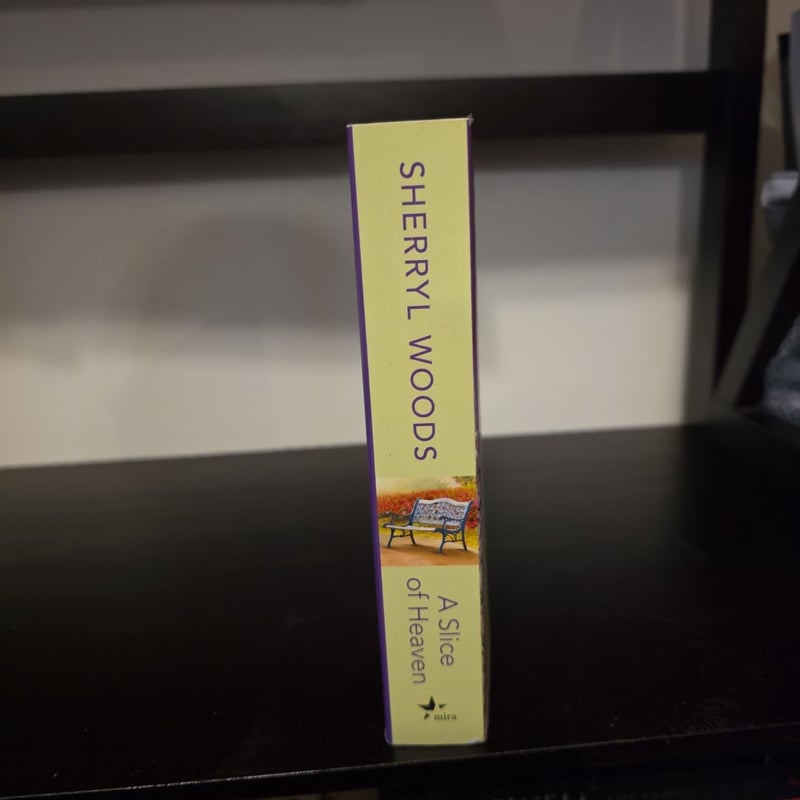 SHERRYL WOODS
A Slice
of Heaven
mira